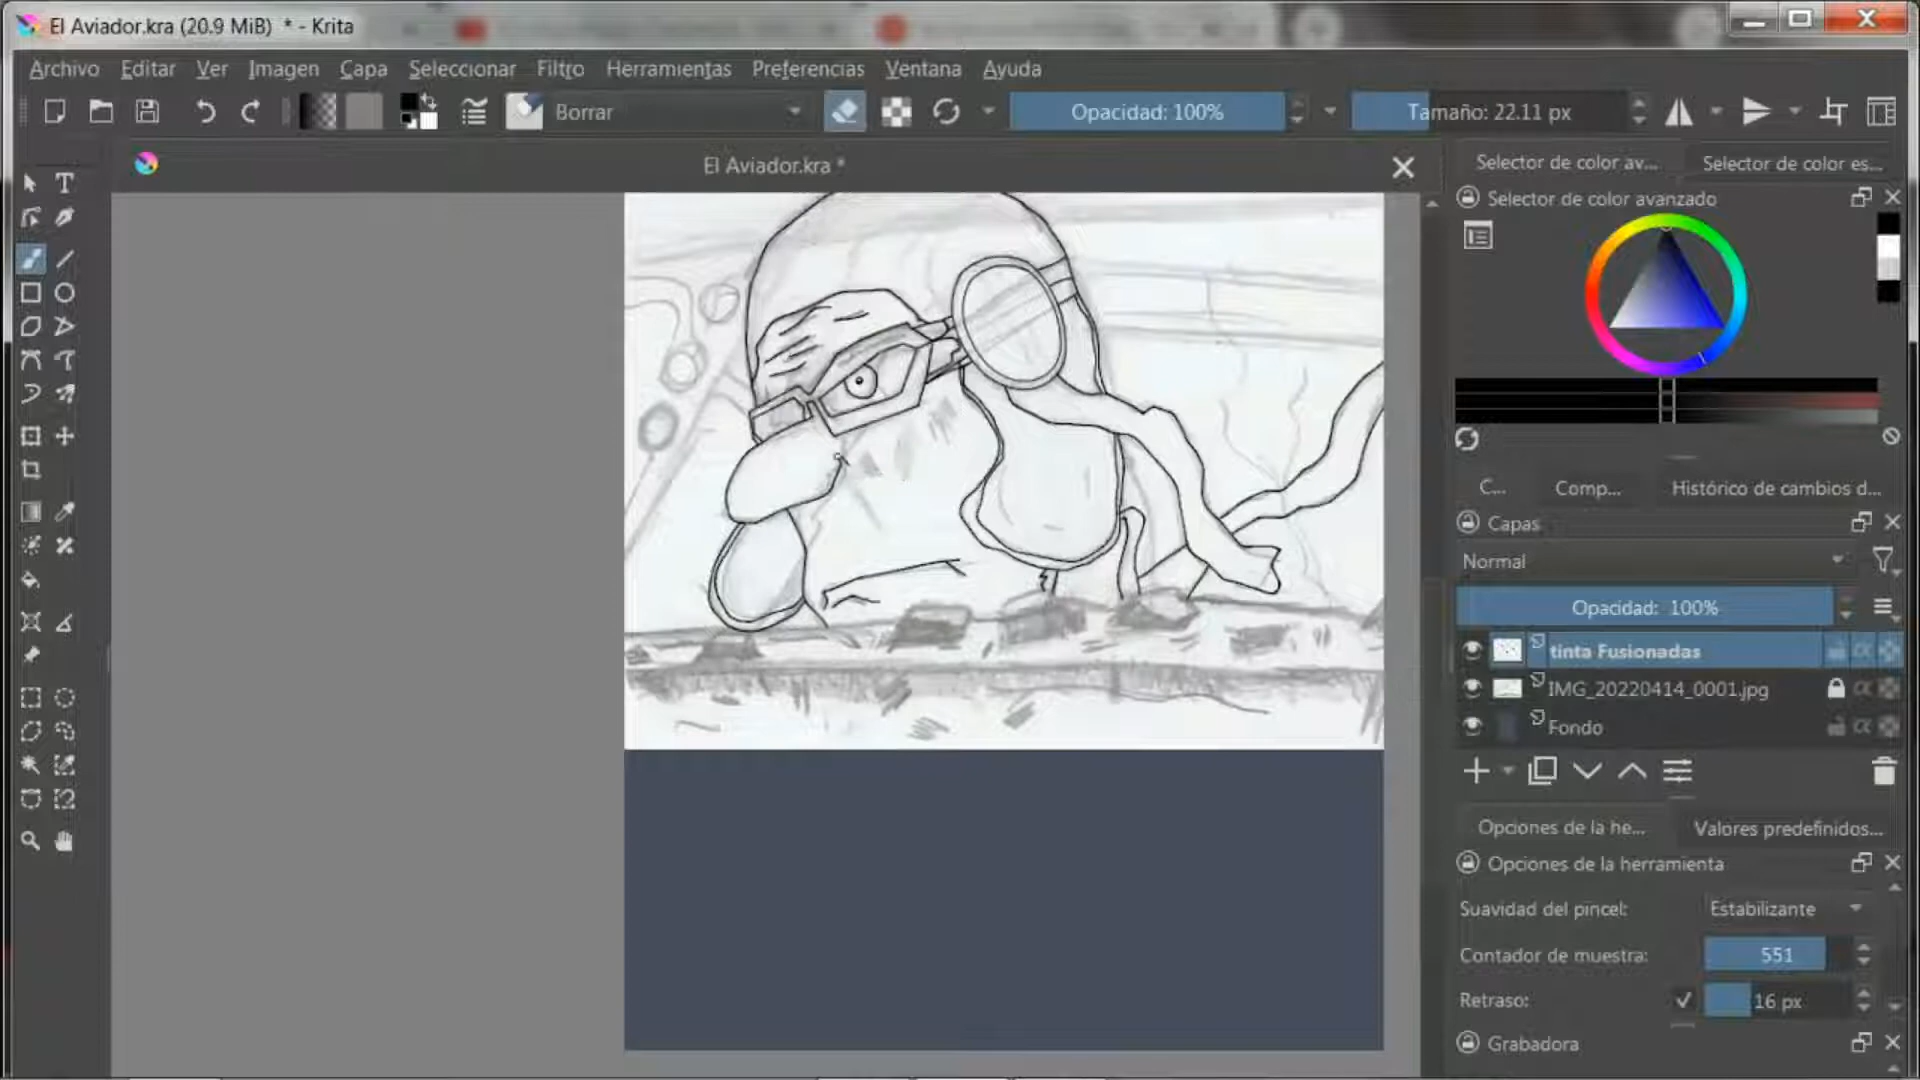 El Aviador.kra (20.9 MiB) * - Krita
Archivo Editar Ver Imagen Capa Seleccionar Filtro Herramientas Preferencias Ventana Ayuda
Borrar Opacidad: 100% Tamaño: 22.11 px
El Aviador.kra *
Selector de color av... Selector de color es...
Selector de color avanzado
C... Comp... Histórico de cambios d...
Capas
Normal
Opacidad: 100%
tinta Fusionadas
IMG_20220414_0001.jpg
Fondo
Opciones de la he... Valores predefinidos...
Opciones de la herramienta
Suavidad del pincel: Estabilizante
Contador de muestra: 551
Retraso: 16 px
Grabadora